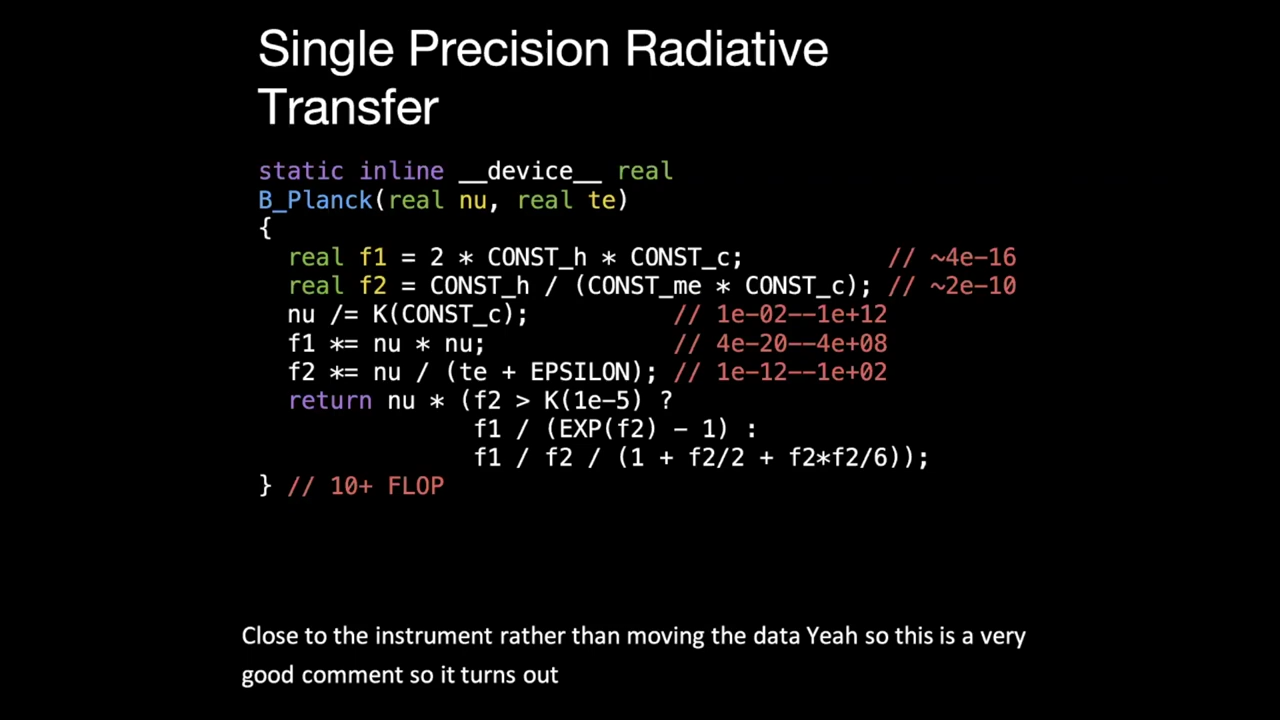 Single Precision Radiative
Transfer
static inline __device__ real
B_Planck(real nu, real te)
{
  real f1 = 2 * CONST_h * CONST_c;          // ~4e-16
  real f2 = CONST_h / (CONST_me * CONST_c); // ~2e-10
  nu /= K(CONST_c);          // 1e-02--1e+12
  f1 *= nu * nu;             // 4e-20--4e+08
  f2 *= nu / (te + EPSILON); // 1e-12--1e+02
  return nu * (f2 > K(1e-5) ?
               f1 / (EXP(f2) - 1) :
               f1 / f2 / (1 + f2/2 + f2*f2/6));
} // 10+ FLOP
Close to the instrument rather than moving the data Yeah so this is a very
good comment so it turns out